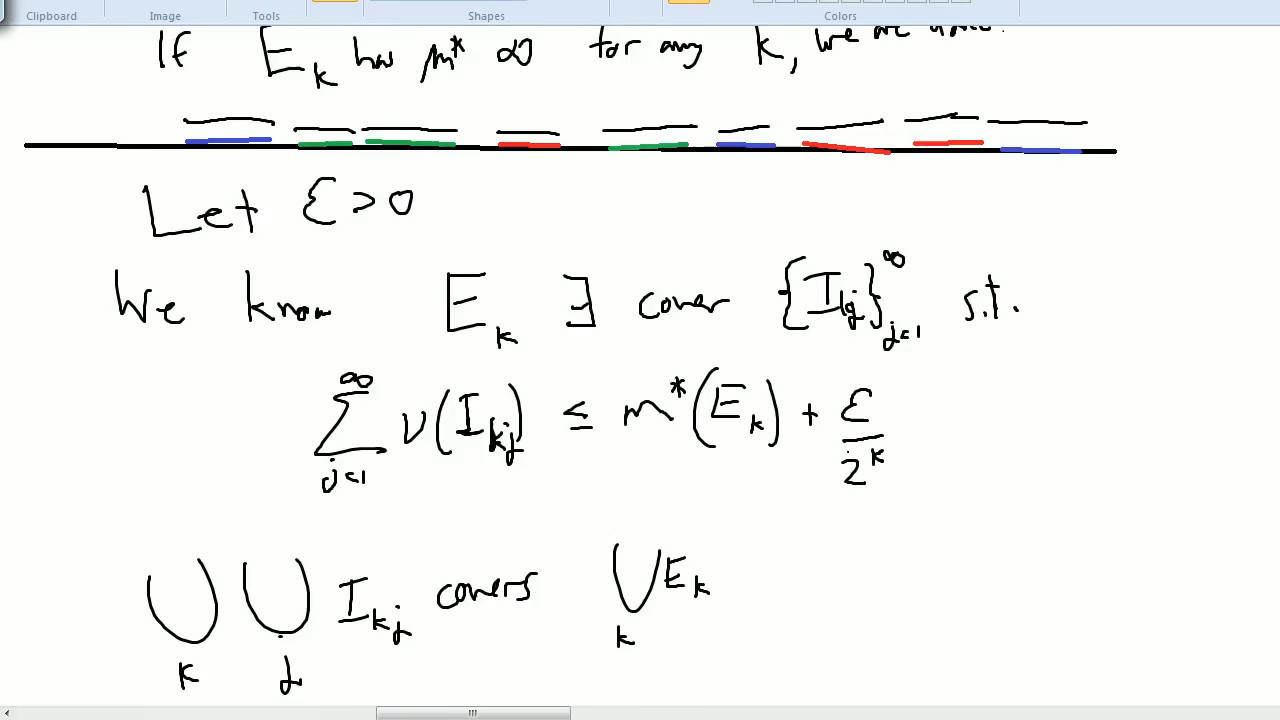 Clipboard Image Tools Shapes Colors
If E_k has m* ∞ for any k, we are done.
Let ε > 0
We know E_k ∃ cover {I_kj}_{j=1}^∞ s.t.
∑_{j=1}^∞ ν(I_kj) ≤ m*(E_k) + ε/2^k
⋃_k ⋃_j I_kj covers ⋃_k E_k